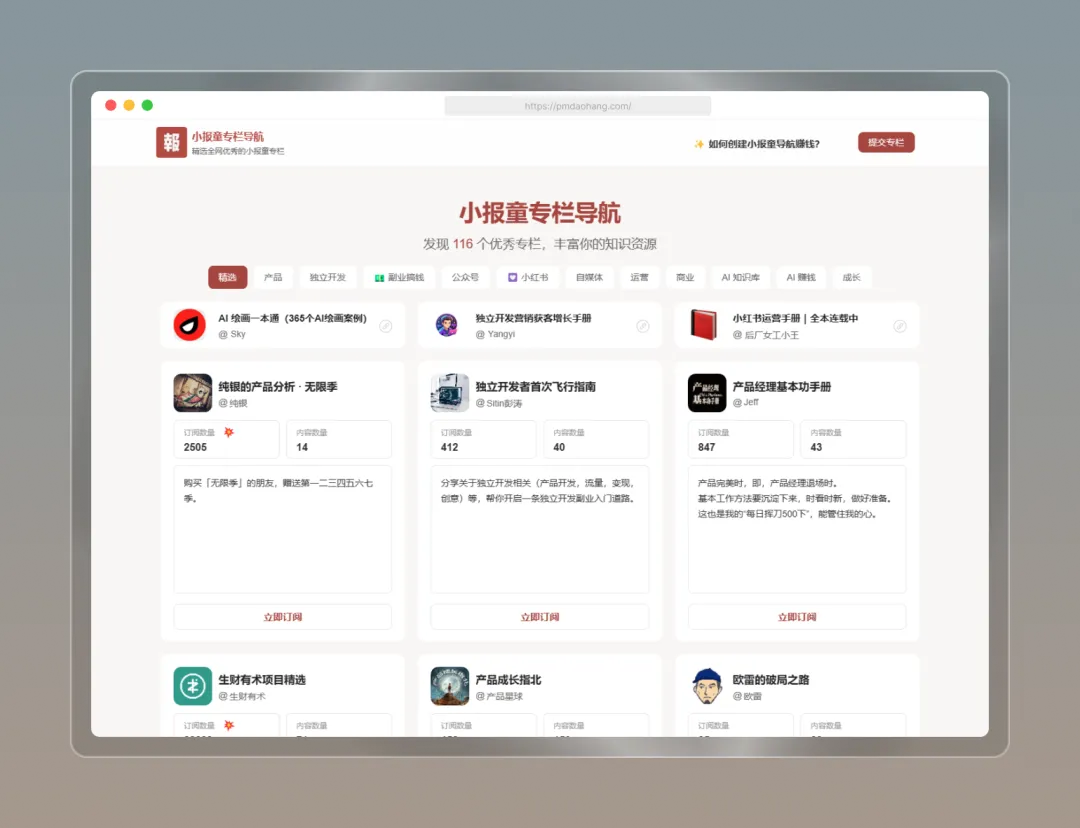 https://pmdaohang.com/
報
小报童专栏导航
精选全网优秀的小报童专栏
✨ 如何创建小报童导航赚钱?
提交专栏
小报童专栏导航
发现 116 个优秀专栏，丰富你的知识资源
精选 产品 独立开发 副业搞钱 公众号 小红书 自媒体 运营 商业 AI 知识库 AI 赚钱 成长
AI 绘画一本通（365个AI绘画案例)
@ Sky
独立开发营销获客增长手册
@ Yangyi
小红书运营手册 | 全本连载中
@ 后厂女工小王
纯银的产品分析 · 无限季
@ 纯银
订阅数量
2505
内容数量
14
购买「无限季」的朋友，赠送第一二三四五六七
季。
立即订阅
独立开发者首次飞行指南
@ Sitin彭涛
订阅数量
412
内容数量
40
分享关于独立开发相关（产品开发，流量，变现，
创意）等，帮你开启一条独立开发副业入门道路。
立即订阅
产品经理
基本功手册
产品经理基本功手册
@ Jeff
订阅数量
847
内容数量
43
产品完美时，即，产品经理退场时。
基本工作方法要沉淀下来，时看时新，做好准备。
这也是我的“每日挥刀500下”，能管住我的心。
立即订阅
生财有术项目精选
@ 生财有术
订阅数量
内容数量
产品成长指北
@ 产品星球
订阅数量
内容数量
欧雷的破局之路
@ 欧雷
订阅数量
内容数量